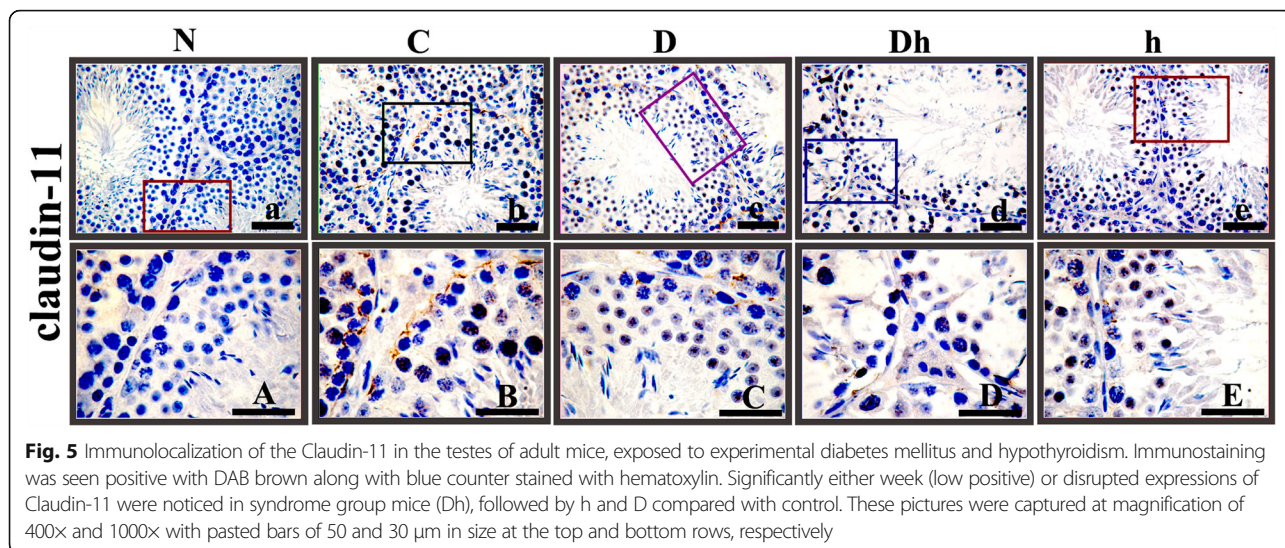 N C D Dh h
claudin-11
a b e d e
A B C D E
Fig. 5 Immunolocalization of the Claudin-11 in the testes of adult mice, exposed to experimental diabetes mellitus and hypothyroidism. Immunostaining
was seen positive with DAB brown along with blue counter stained with hematoxylin. Significantly either week (low positive) or disrupted expressions of
Claudin-11 were noticed in syndrome group mice (Dh), followed by h and D compared with control. These pictures were captured at magnification of
400× and 1000× with pasted bars of 50 and 30 μm in size at the top and bottom rows, respectively